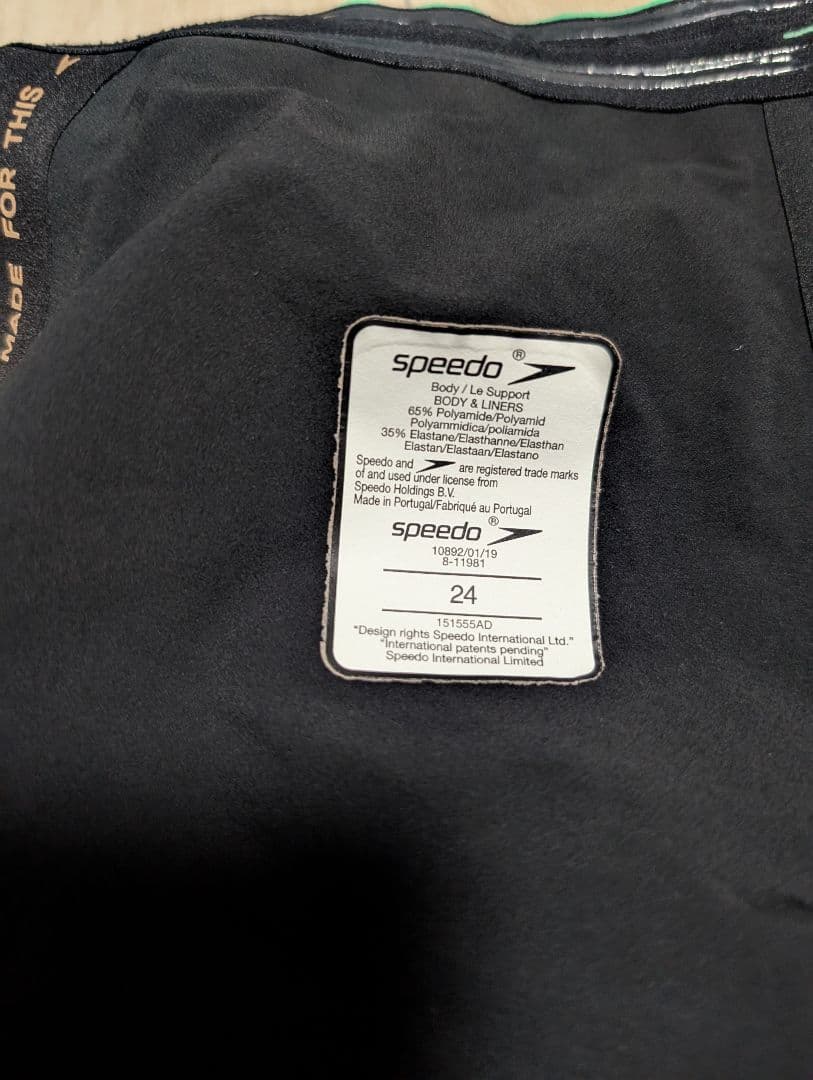 MADE FOR THIS
speedo®
Body / Le Support
BODY & LINERS
65% Polyamide/Polyamid
Polyammidica/poliamida
35% Elastane/Elasthanne/Elasthan
Elastan/Elastaan/Elastano
Speedo and are registered trade marks
of and used under license from
Speedo Holdings B.V.
Made in Portugal/Fabriqué au Portugal
speedo®
10892/01/19
8-11981
24
151555AD
"Design rights Speedo International Ltd."
"International patents pending"
Speedo International Limited